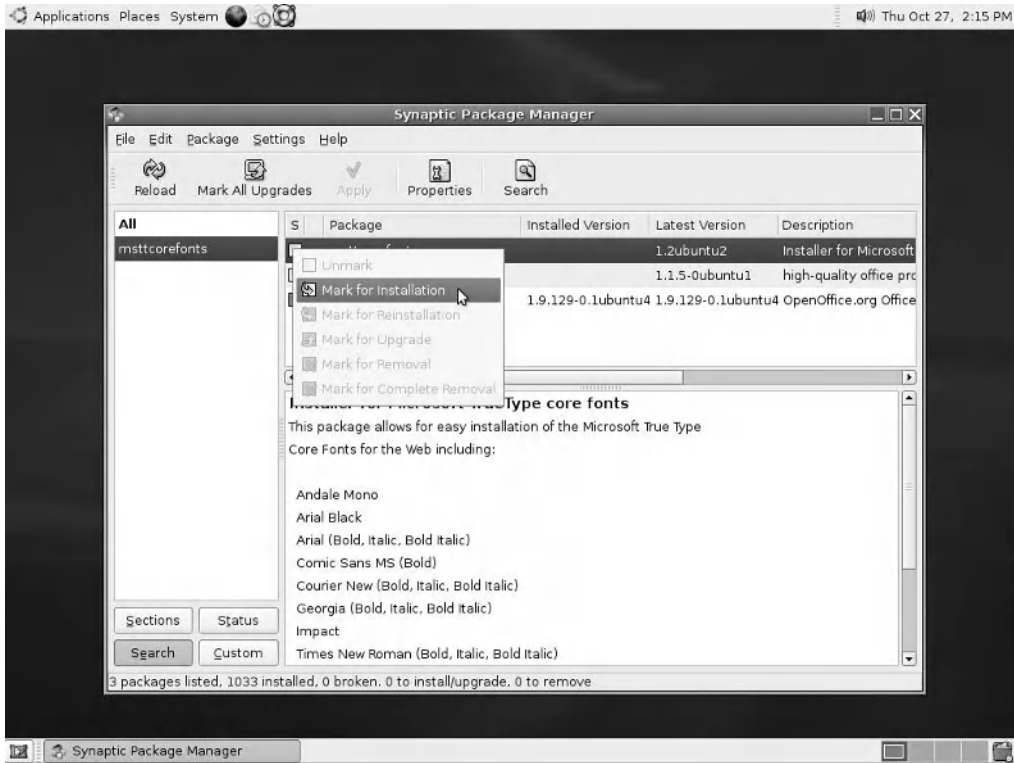 Applications Places System
Thu Oct 27, 2:15 PM
Synaptic Package Manager
File Edit Package Settings Help
Reload Mark All Upgrades Apply Properties Search
All
msttcorefonts
S Package Installed Version Latest Version Description
1.2ubuntu2 Installer for Microsoft
1.1.5-0ubuntu1 high-quality office pro
1.9.129-0.1ubuntu4 1.9.129-0.1ubuntu4 OpenOffice.org Office
Unmark
Mark for Installation
Mark for Reinstallation
Mark for Upgrade
Mark for Removal
Mark for Complete Removal
Installer for Microsoft TrueType core fonts
This package allows for easy installation of the Microsoft True Type
Core Fonts for the Web including:
Andale Mono
Arial Black
Arial (Bold, Italic, Bold Italic)
Comic Sans MS (Bold)
Courier New (Bold, Italic, Bold Italic)
Georgia (Bold, Italic, Bold Italic)
Impact
Times New Roman (Bold, Italic, Bold Italic)
Sections Status
Search Custom
3 packages listed, 1033 installed, 0 broken. 0 to install/upgrade, 0 to remove
Synaptic Package Manager